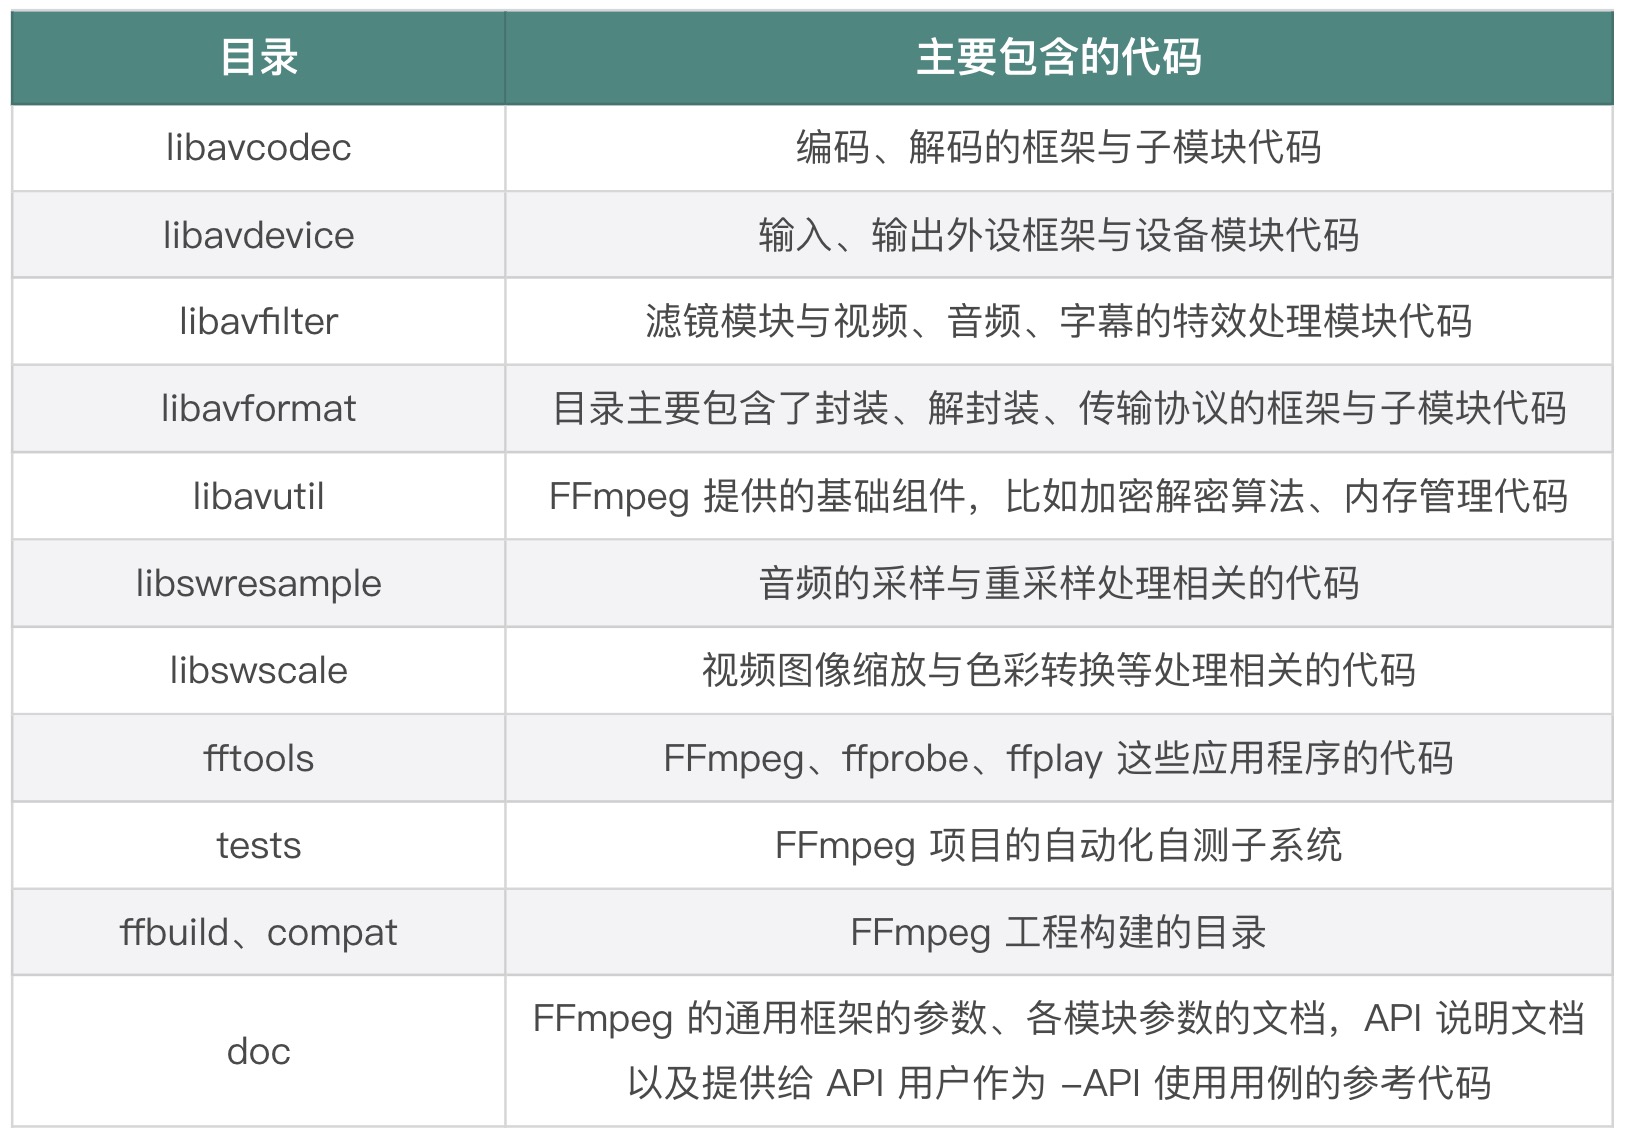 目录 主要包含的代码
libavcodec 编码、解码的框架与子模块代码
libavdevice 输入、输出外设框架与设备模块代码
libavfilter 滤镜模块与视频、音频、字幕的特效处理模块代码
libavformat 目录主要包含了封装、解封装、传输协议的框架与子模块代码
libavutil FFmpeg 提供的基础组件，比如加密解密算法、内存管理代码
libswresample 音频的采样与重采样处理相关的代码
libswscale 视频图像缩放与色彩转换等处理相关的代码
fftools FFmpeg、ffprobe、ffplay 这些应用程序的代码
tests FFmpeg 项目的自动化自测子系统
ffbuild、compat FFmpeg 工程构建的目录
doc FFmpeg 的通用框架的参数、各模块参数的文档，API 说明文档
以及提供给 API 用户作为 –API 使用用例的参考代码